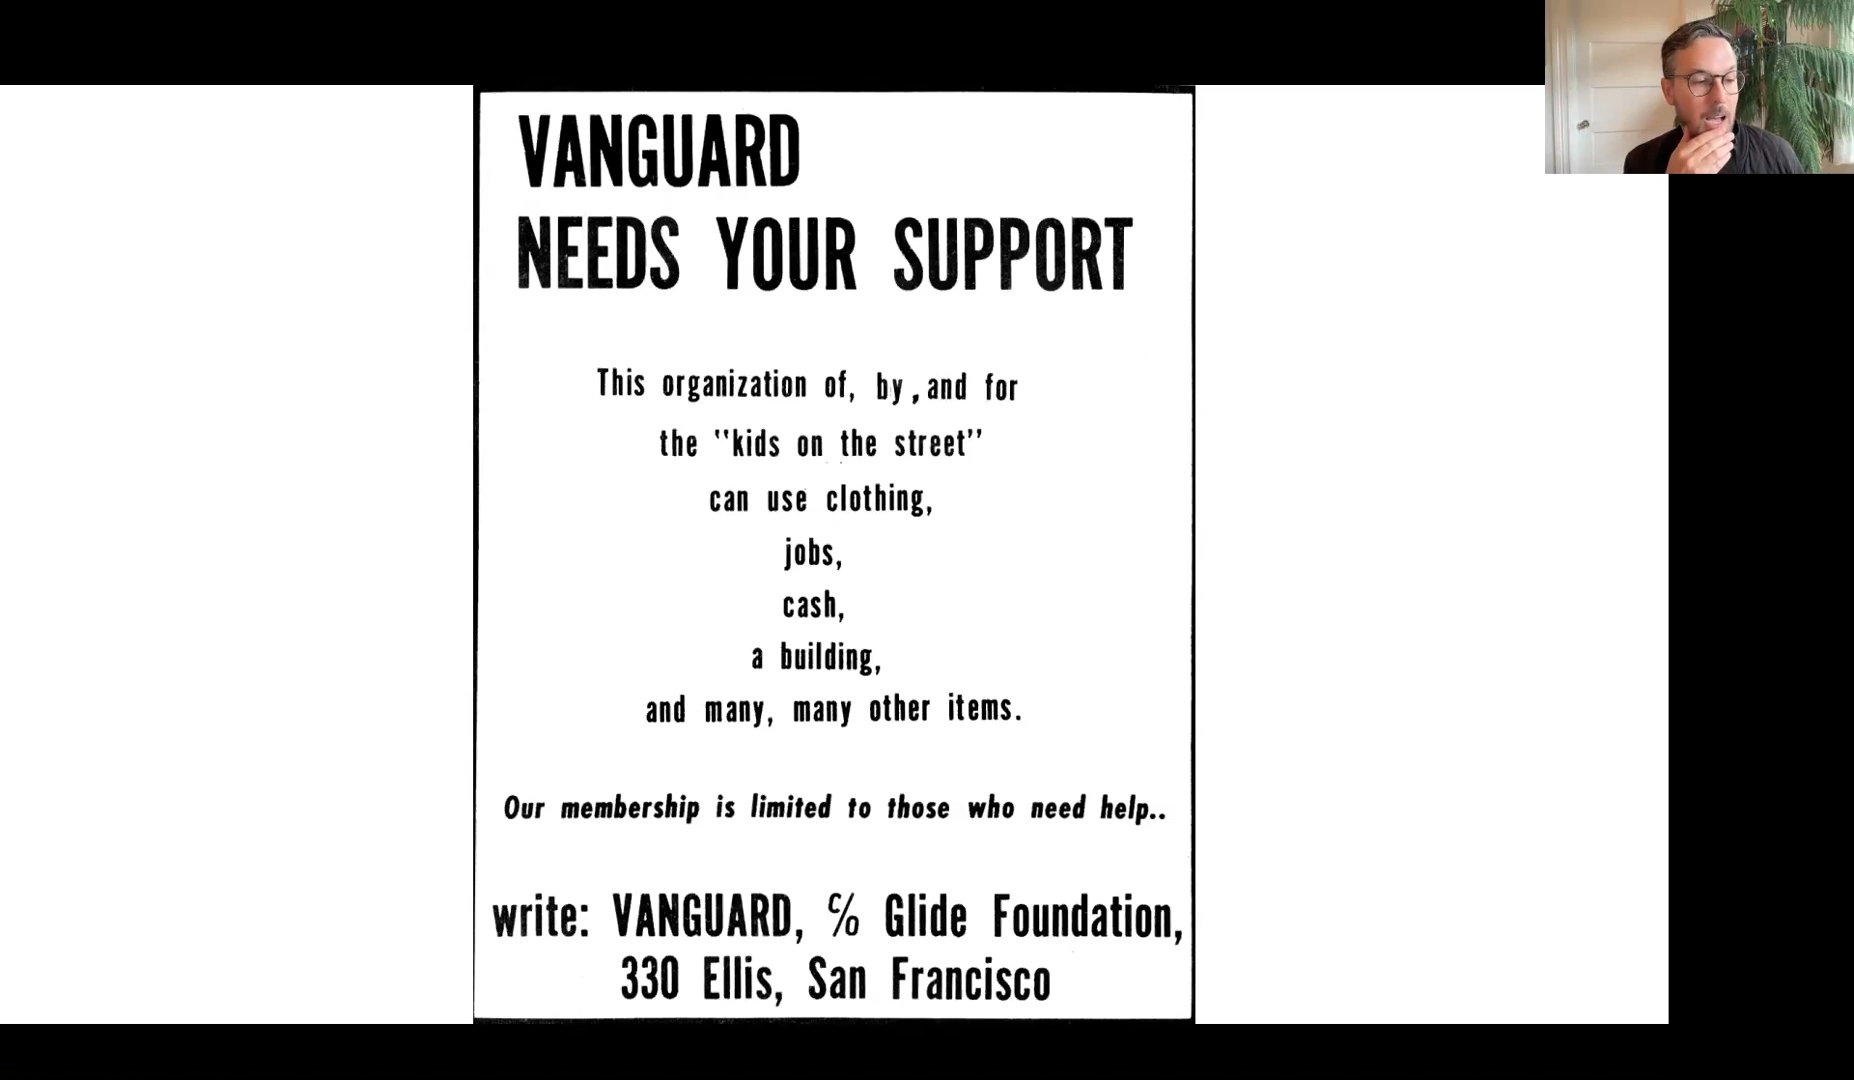 VANGUARD
NEEDS YOUR SUPPORT
This organization of, by, and for
the "kids on the street"
can use clothing,
jobs,
cash,
a building,
and many, many other items.
Our membership is limited to those who need help..
write: VANGUARD, ℅ Glide Foundation,
330 Ellis, San Francisco